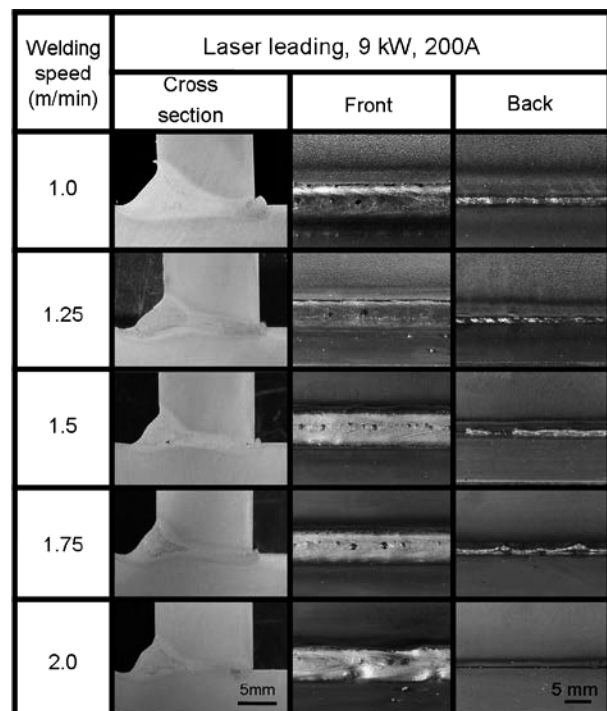 Welding
speed
(m/min)
Laser leading, 9 kW, 200A
Cross
section
Front
Back
1.0
1.25
1.5
1.75
2.0
5mm
5 mm